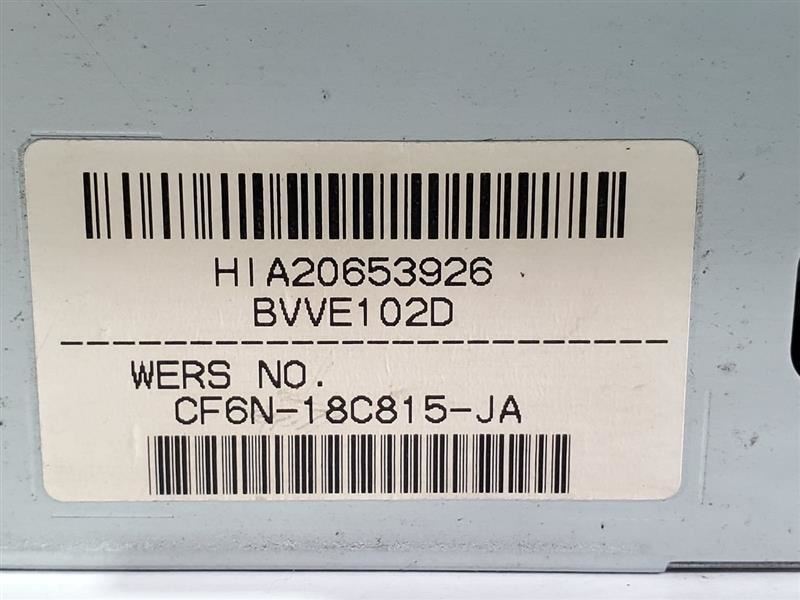 HIA20653926
BVVE102D
WERS NO.
CF6N-18C815-JA